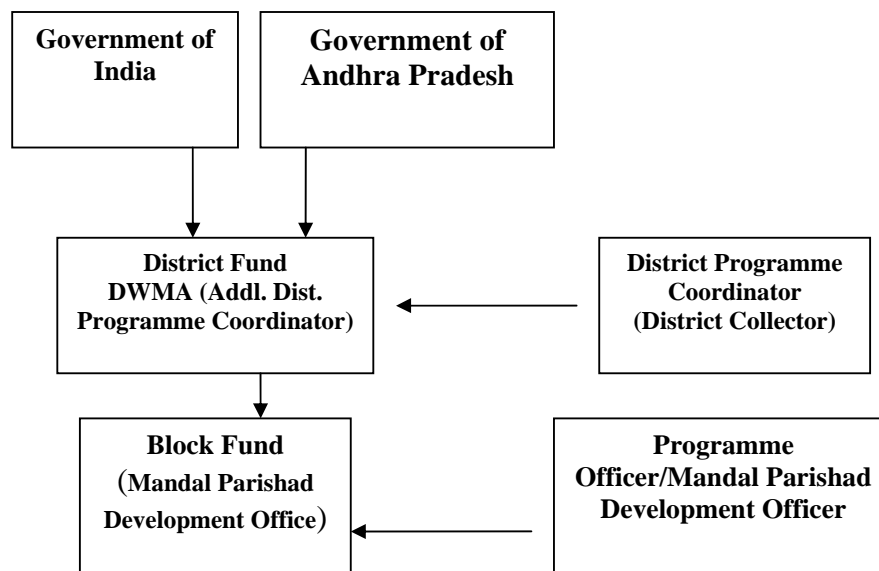 Government of
India
Government of
Andhra Pradesh
District Fund
DWMA (Addl. Dist.
Programme Coordinator)
District Programme
Coordinator
(District Collector)
Block Fund
(Mandal Parishad
Development Office)
Programme
Officer/Mandal Parishad
Development Officer